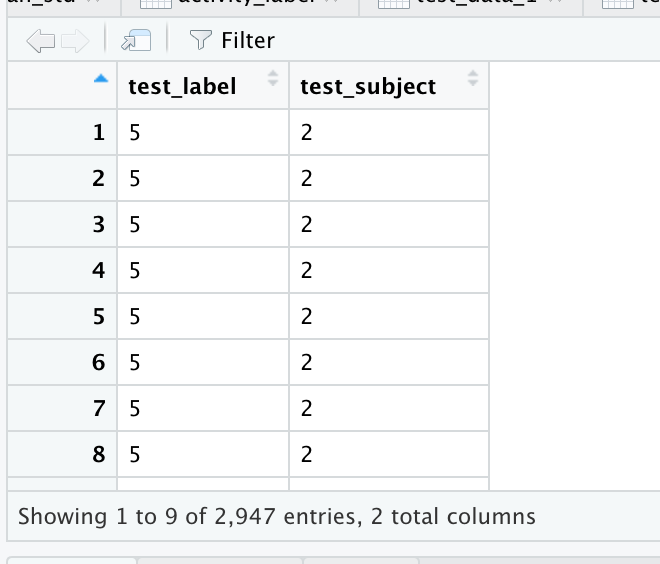 an_std activity_label test_data_1
Filter
test_label test_subject
1 5 2
2 5 2
3 5 2
4 5 2
5 5 2
6 5 2
7 5 2
8 5 2
Showing 1 to 9 of 2,947 entries, 2 total columns